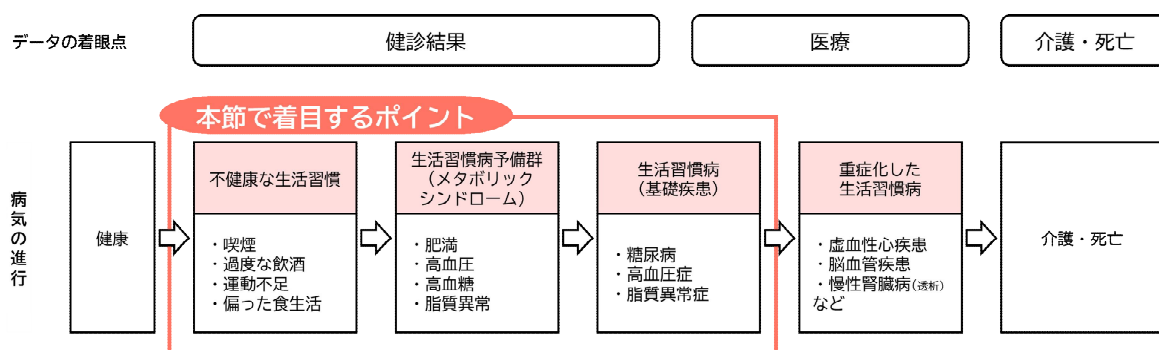 データの着眼点
健診結果
医療
介護・死亡
本節で着目するポイント
病気の進行
健康
不健康な生活習慣
・喫煙
・過度な飲酒
・運動不足
・偏った食生活
生活習慣病予備群
（メタボリック
シンドローム）
・肥満
・高血圧
・高血糖
・脂質異常
生活習慣病
（基礎疾患）
・糖尿病
・高血圧症
・脂質異常症
重症化した
生活習慣病
・虚血性心疾患
・脳血管疾患
・慢性腎臓病（透析）
など
介護・死亡